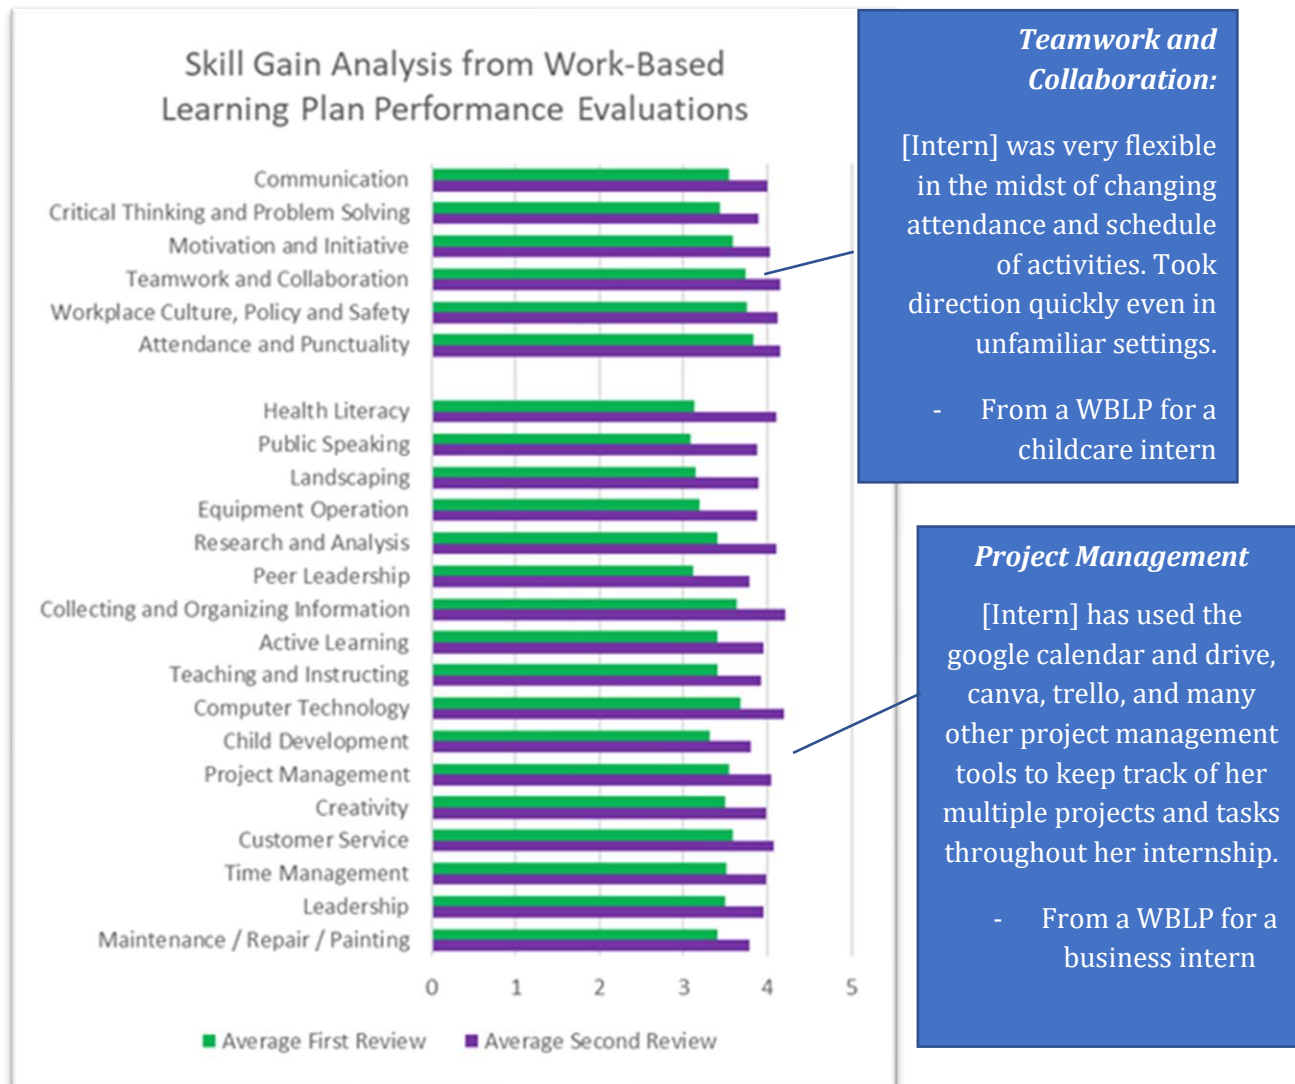 Skill Gain Analysis from Work-Based
Learning Plan Performance Evaluations
Communication
Critical Thinking and Problem Solving
Motivation and Initiative
Teamwork and Collaboration
Workplace Culture, Policy and Safety
Attendance and Punctuality
Health Literacy
Public Speaking
Landscaping
Equipment Operation
Research and Analysis
Peer Leadership
Collecting and Organizing Information
Active Learning
Teaching and Instructing
Computer Technology
Child Development
Project Management
Creativity
Customer Service
Time Management
Leadership
Maintenance / Repair / Painting
0 1 2 3 4 5
Average First Review Average Second Review
Teamwork and
Collaboration:
[Intern] was very flexible
in the midst of changing
attendance and schedule
of activities. Took
direction quickly even in
unfamiliar settings.
- From a WBLP for a
childcare intern
Project Management
[Intern] has used the
google calendar and drive,
canva, trello, and many
other project management
tools to keep track of her
multiple projects and tasks
throughout her internship.
- From a WBLP for a
business intern